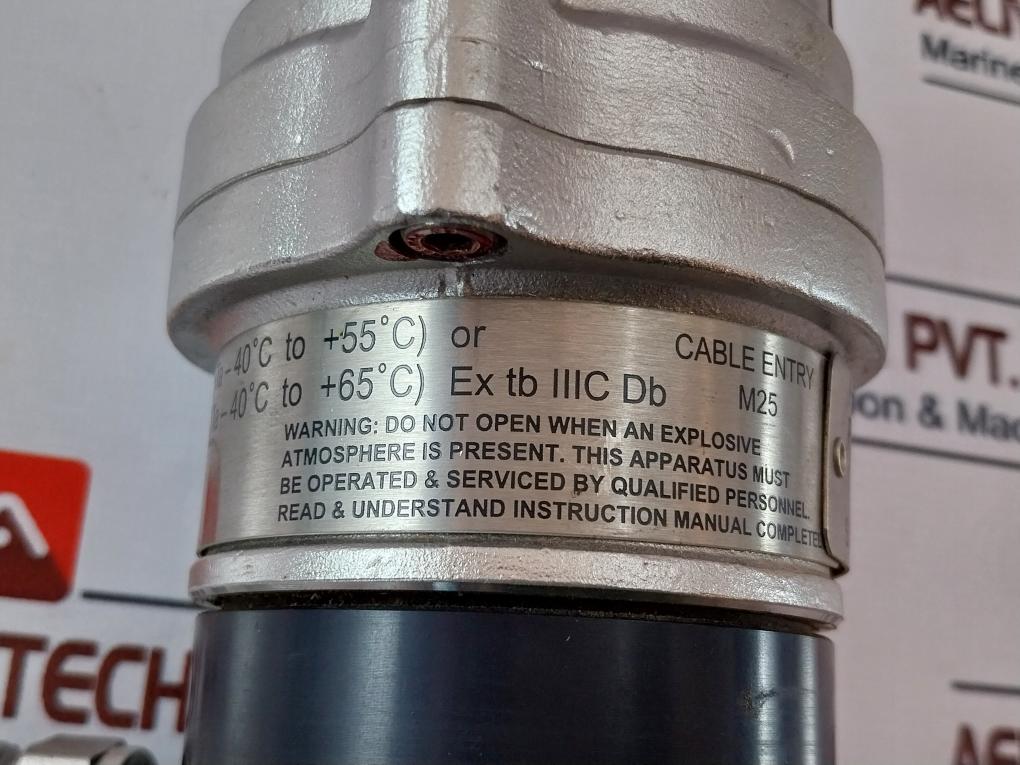 -40°C to +55°C) or
-40°C to +65°C) Ex tb IIIC Db
CABLE ENTRY
M25
WARNING: DO NOT OPEN WHEN AN EXPLOSIVE
ATMOSPHERE IS PRESENT. THIS APPARATUS MUST
BE OPERATED & SERVICED BY QUALIFIED PERSONNEL.
READ & UNDERSTAND INSTRUCTION MANUAL
Marine
PVT.
on & Mac
TECH
AE